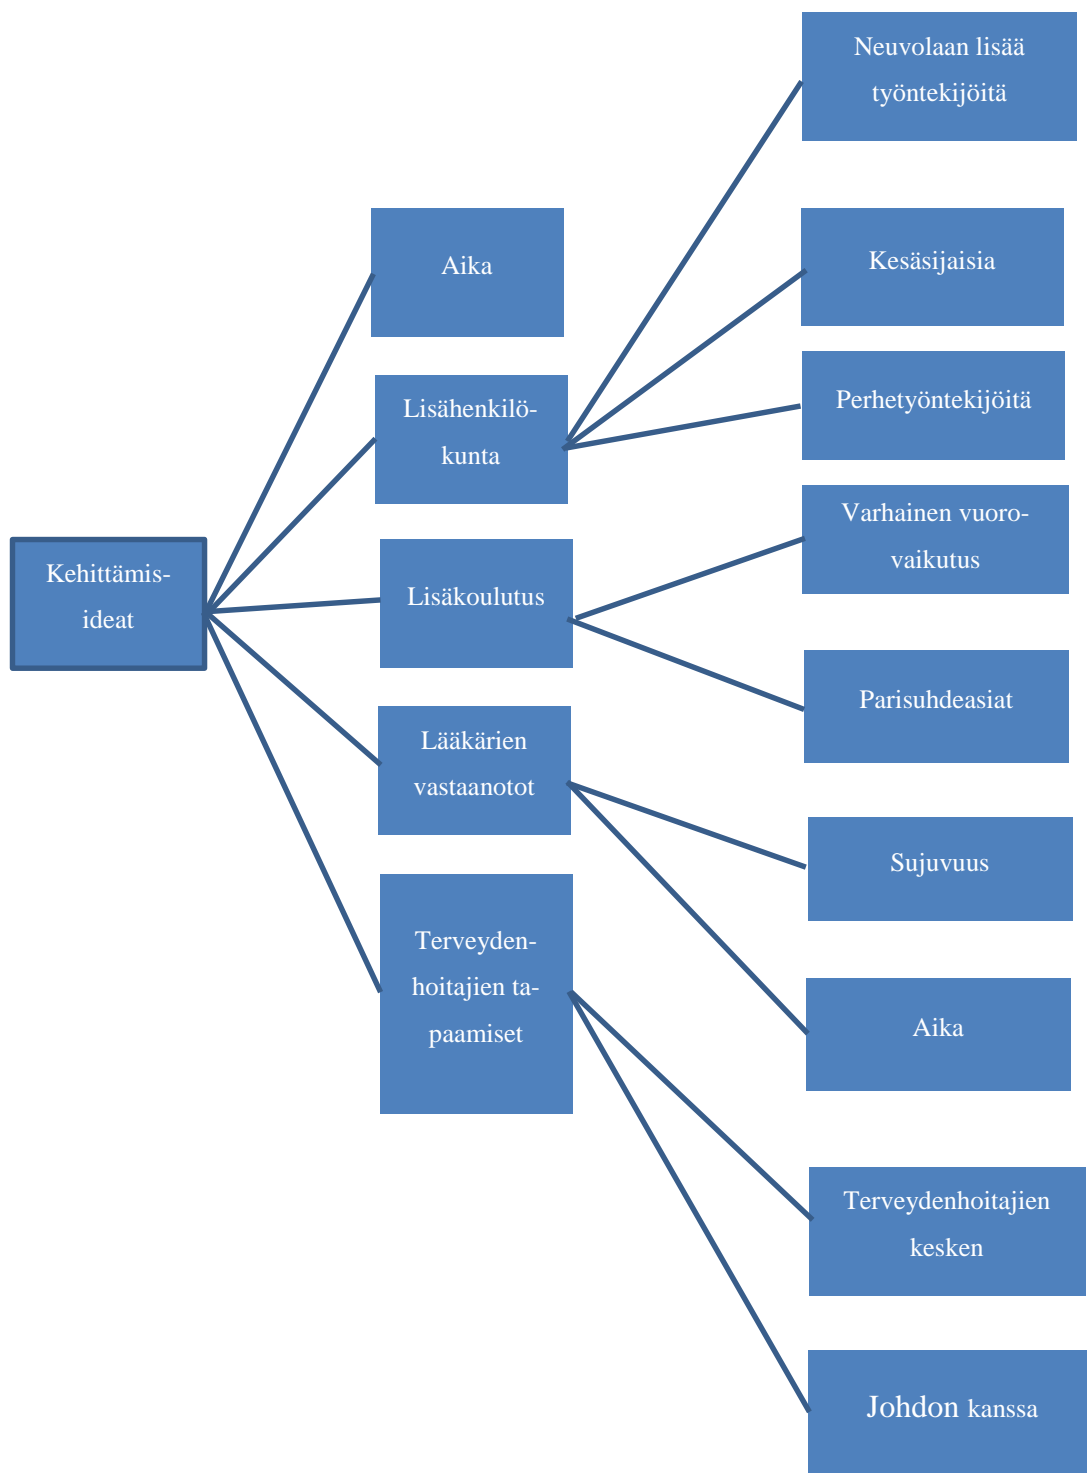 Kehittämis-
ideat
Aika
Lisähenkilö-
kunta
Lisäkoulutus
Lääkärien
vastaanotot
Terveyden-
hoitajien ta-
paamiset
Neuvolaan lisää
työntekijöitä
Kesäsijaisia
Perhetyöntekijöitä
Varhainen vuoro-
vaikutus
Parisuhdeasiat
Sujuvuus
Aika
Terveydenhoitajien
kesken
Johdon kanssa